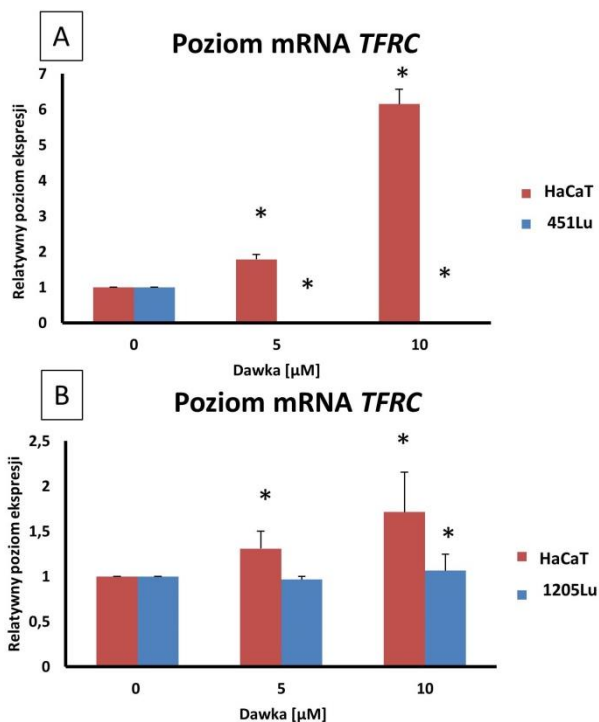 A
Poziom mRNA TFRC
Relatywny poziom ekspresji
7
6
5
4
3
2
1
0
*
*
*
*
HaCaT
451Lu
0 5 10
Dawka [µM]
B
Poziom mRNA TFRC
Relatywny poziom ekspresji
2,5
2
1,5
1
0,5
0
*
*
*
HaCaT
1205Lu
0 5 10
Dawka [µM]